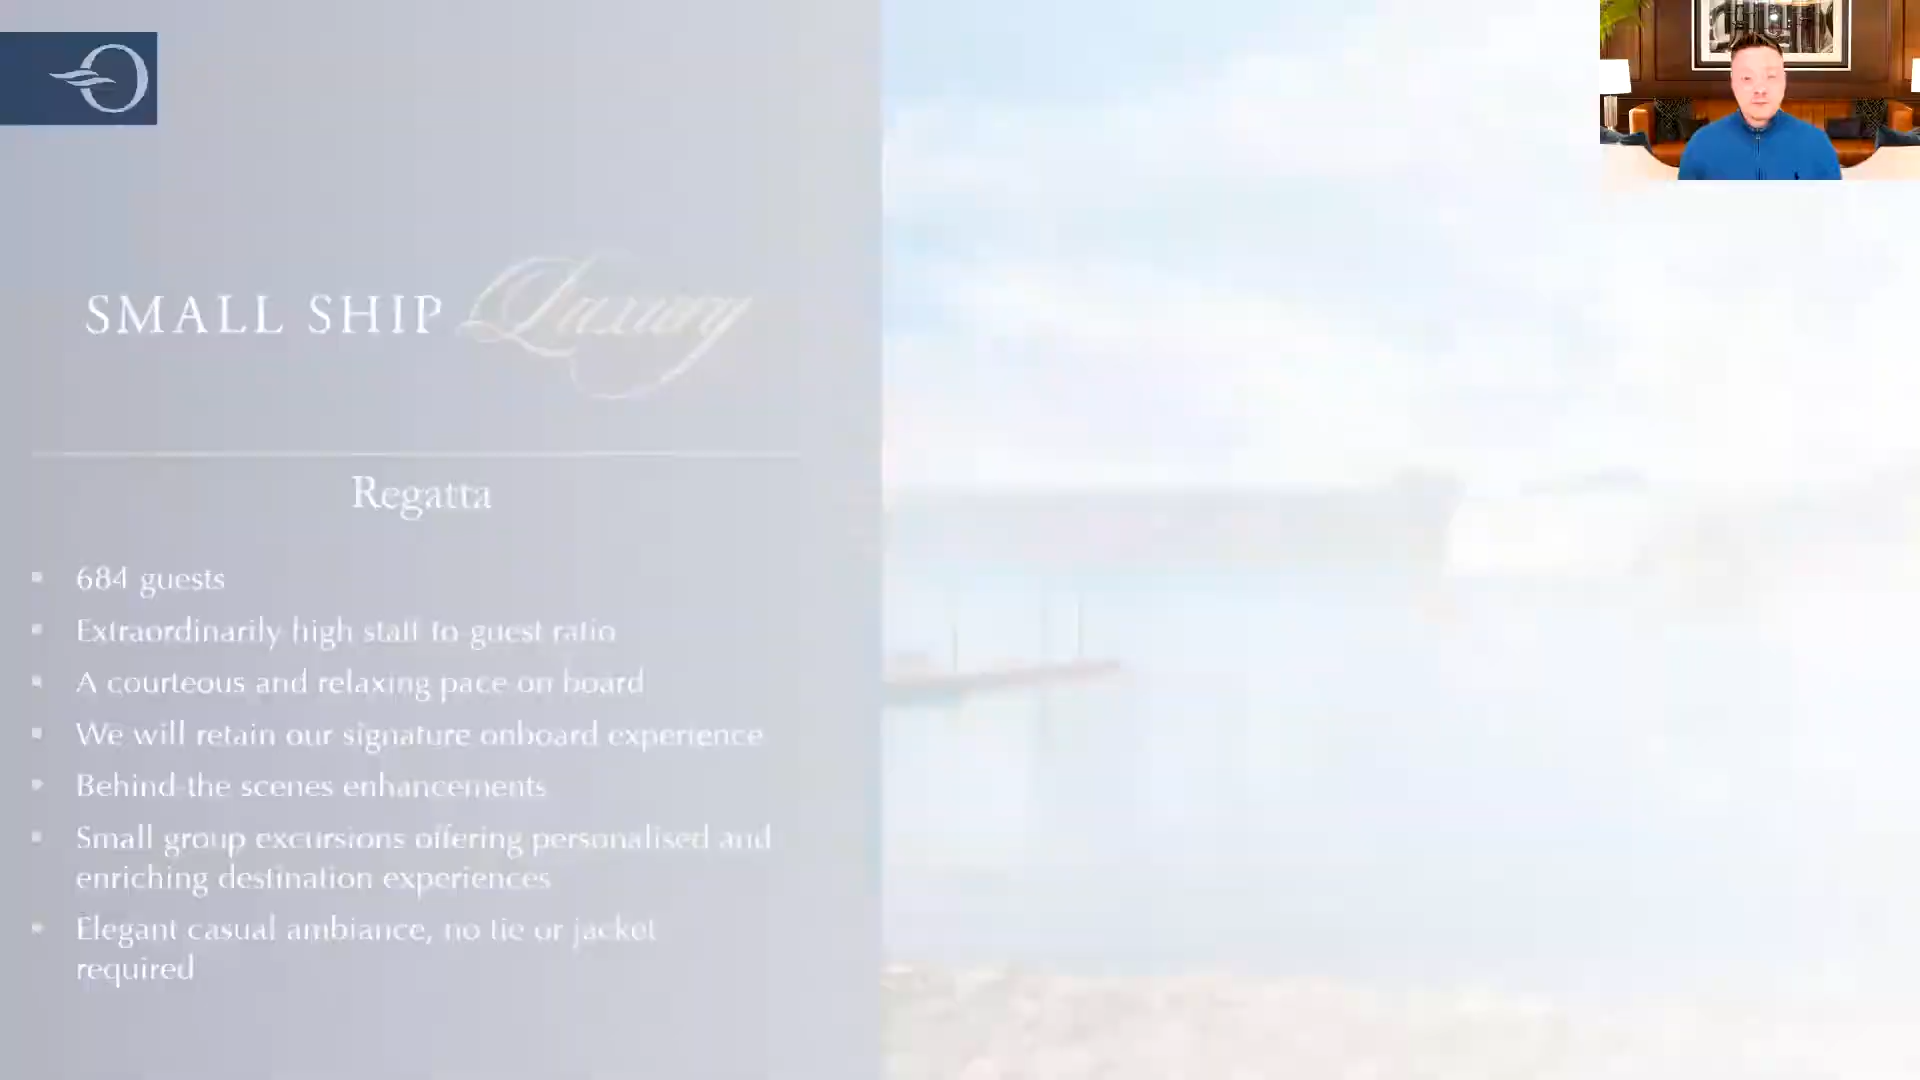 SMALL SHIP Luxury
Regatta
684 guests
Extraordinarily high staff to guest ratio
A courteous and relaxing pace on board
We will retain our signature onboard experience
Behind the scenes enhancements
Small group excursions offering personalised and
enriching destination experiences
Elegant casual ambiance, no tie or jacket
required